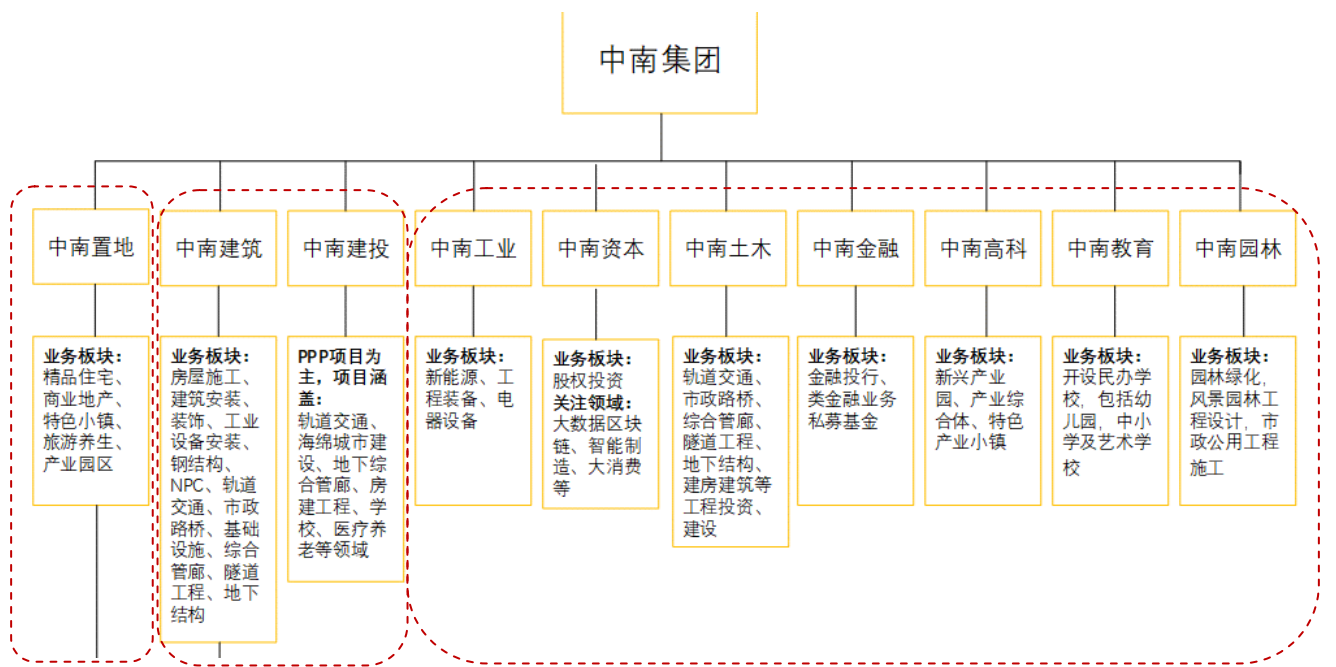 中南集团
中南置地
中南建筑
中南建投
中南工业
中南资本
中南土木
中南金融
中南高科
中南教育
中南园林
业务板块：
精品住宅、
商业地产、
特色小镇、
旅游养生、
产业园区
业务板块：
房屋施工、
建筑安装、
装饰、工业
设备安装、
钢结构、
NPC、轨道
交通、市政
路桥、基础
设施、综合
管廊、隧道
工程、地下
结构
PPP项目为
主，项目涵
盖：
轨道交通、
海绵城市建
设、地下综
合管廊、房
建工程、学
校、医疗养
老等领域
业务板块：
新能源、工
程装备、电
器设备
业务板块：
股权投资
关注领域：
大数据区块
链、智能制
造、大消费
等
业务板块：
轨道交通、
市政路桥、
综合管廊、
隧道工程、
地下结构、
建房建筑等
工程投资、
建设
业务板块：
金融投行、
类金融业务
私募基金
业务板块：
新兴产业
园、产业综
合体、特色
产业小镇
业务板块：
开设民办学
校，包括幼
儿园，中小
学及艺术学
校
业务板块：
园林绿化，
风景园林工
程设计，市
政公用工程
施工